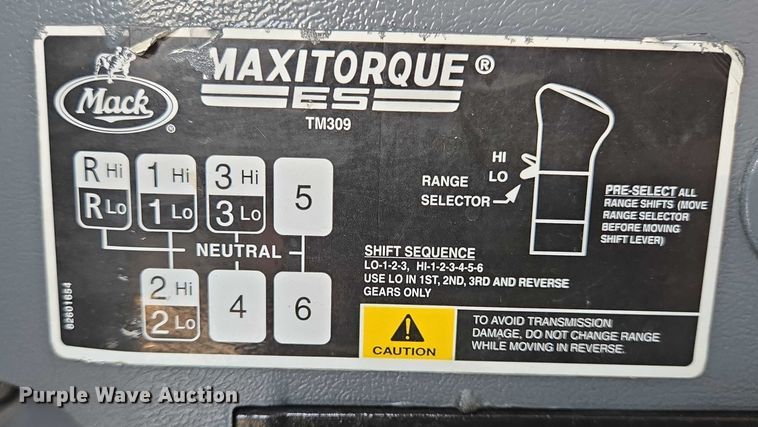 Mack®
MAXITORQUE®
ES
TM309
R Hi 1 Hi 3 Hi 5
R Lo 1 Lo 3 Lo
NEUTRAL
2 Hi 4 6
2 Lo
82601654
HI
LO
RANGE
SELECTOR
PRE-SELECT ALL
RANGE SHIFTS (MOVE
RANGE SELECTOR
BEFORE MOVING
SHIFT LEVER)
SHIFT SEQUENCE
LO-1-2-3, HI-1-2-3-4-5-6
USE LO IN 1ST, 2ND, 3RD AND REVERSE
GEARS ONLY
CAUTION
TO AVOID TRANSMISSION
DAMAGE, DO NOT CHANGE RANGE
WHILE MOVING IN REVERSE.
Purple Wave Auction